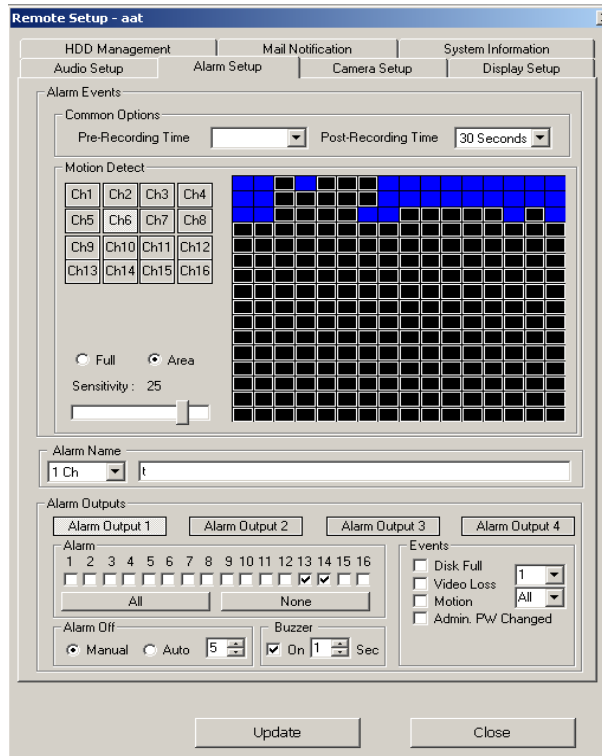 Remote Setup - aat
HDD Management Mail Notification System Information
Audio Setup Alarm Setup Camera Setup Display Setup
Alarm Events
Common Options
Pre-Recording Time Post-Recording Time 30 Seconds
Motion Detect
Ch1 Ch2 Ch3 Ch4
Ch5 Ch6 Ch7 Ch8
Ch9 Ch10 Ch11 Ch12
Ch13 Ch14 Ch15 Ch16
Full Area
Sensitivity : 25
Alarm Name
1 Ch t
Alarm Outputs
Alarm Output 1 Alarm Output 2 Alarm Output 3 Alarm Output 4
Alarm
1 2 3 4 5 6 7 8 9 10 11 12 13 14 15 16
All None
Events
Disk Full
Video Loss 1
Motion All
Admin. PW Changed
Alarm Off
Manual Auto 5
Buzzer
On 1 Sec
Update Close